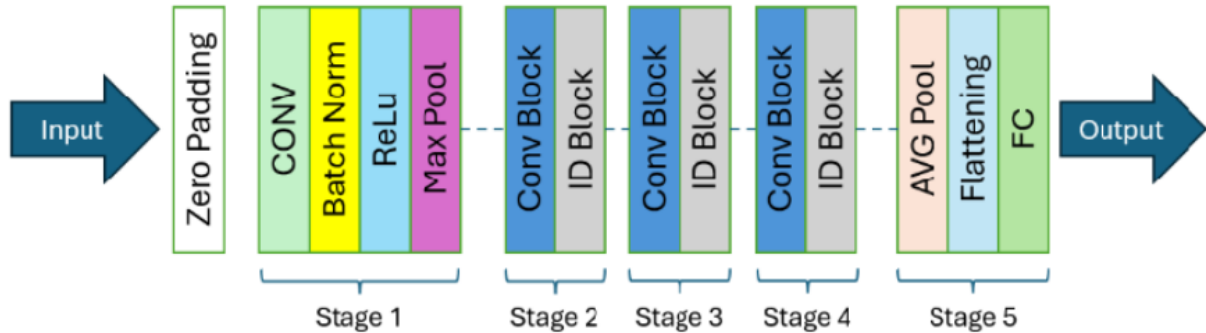 Input
Zero Padding
CONV
Batch Norm
ReLu
Max Pool
Conv Block
ID Block
Conv Block
ID Block
Conv Block
ID Block
AVG Pool
Flattening
FC
Output
Stage 1
Stage 2
Stage 3
Stage 4
Stage 5